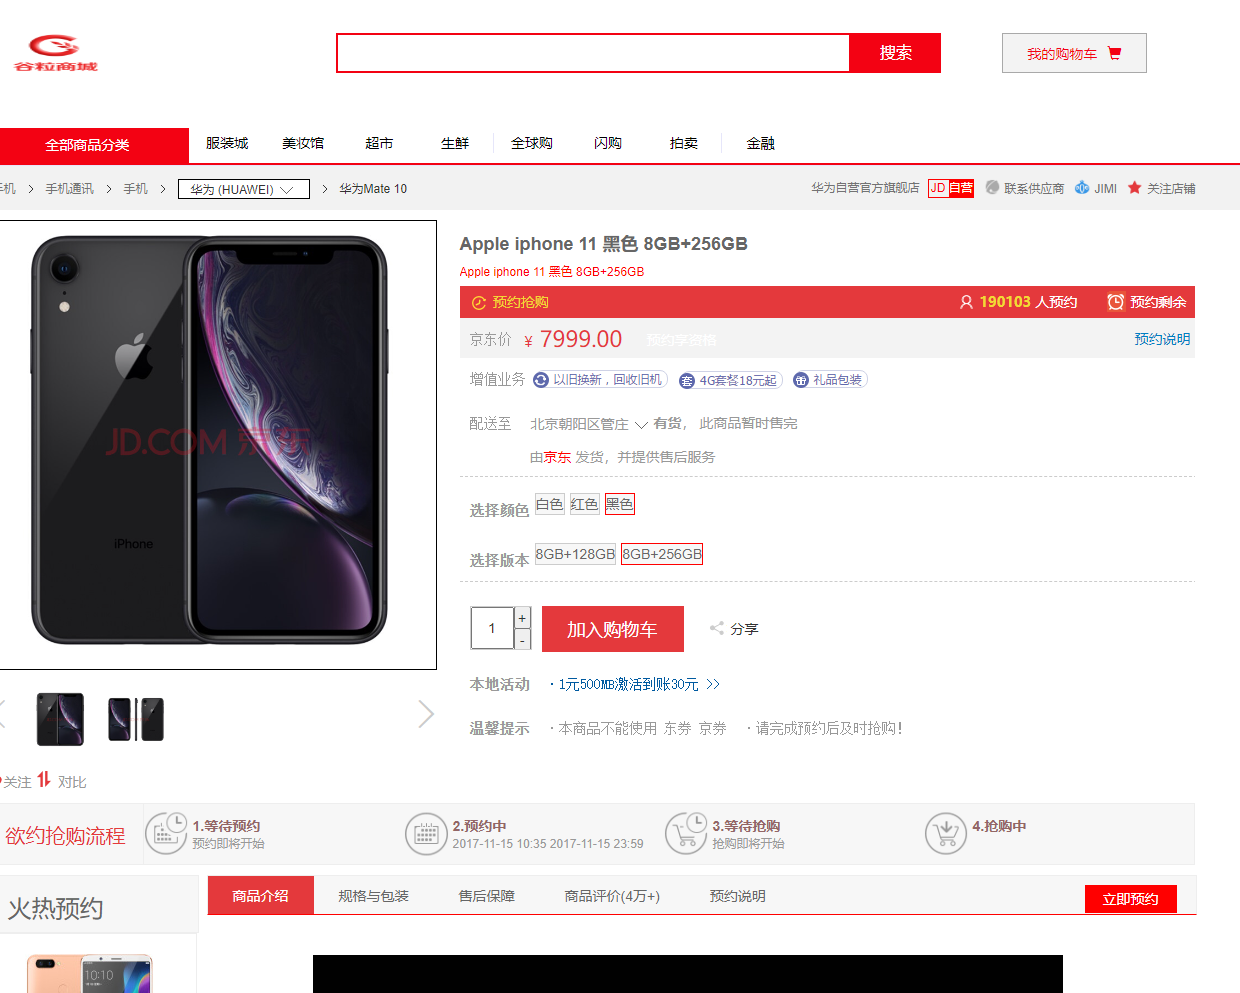 谷粒商城
搜索
我的购物车
全部商品分类
服装城
美妆馆
超市
生鲜
全球购
闪购
拍卖
金融
手机
手机通讯
手机
华为 (HUAWEI)
华为Mate 10
华为自营官方旗舰店
JD 自营
联系供应商
JIMI
关注店铺
iPhone
JD.COM 京东
Apple iphone 11 黑色 8GB+256GB
Apple iphone 11 黑色 8GB+256GB
预约抢购
190103 人预约
预约剩余
京东价 ¥ 7999.00
预约享资格
预约说明
增值业务
以旧换新，回收旧机
套 4G套餐18元起
礼品包装
配送至 北京朝阳区管庄 有货， 此商品暂时售完
由京东 发货，并提供售后服务
选择颜色 白色 红色 黑色
选择版本 8GB+128GB 8GB+256GB
1
+
-
加入购物车
分享
本地活动 ·1元500MB激活到账30元 >>
温馨提示 ·本商品不能使用 东券 京券 ·请完成预约后及时抢购！
关注
对比
欲约抢购流程
1.等待预约
预约即将开始
2.预约中
2017-11-15 10:35 2017-11-15 23:59
3.等待抢购
抢购即将开始
4.抢购中
火热预约
商品介绍
规格与包装
售后保障
商品评价(4万+)
预约说明
立即预约
10:10